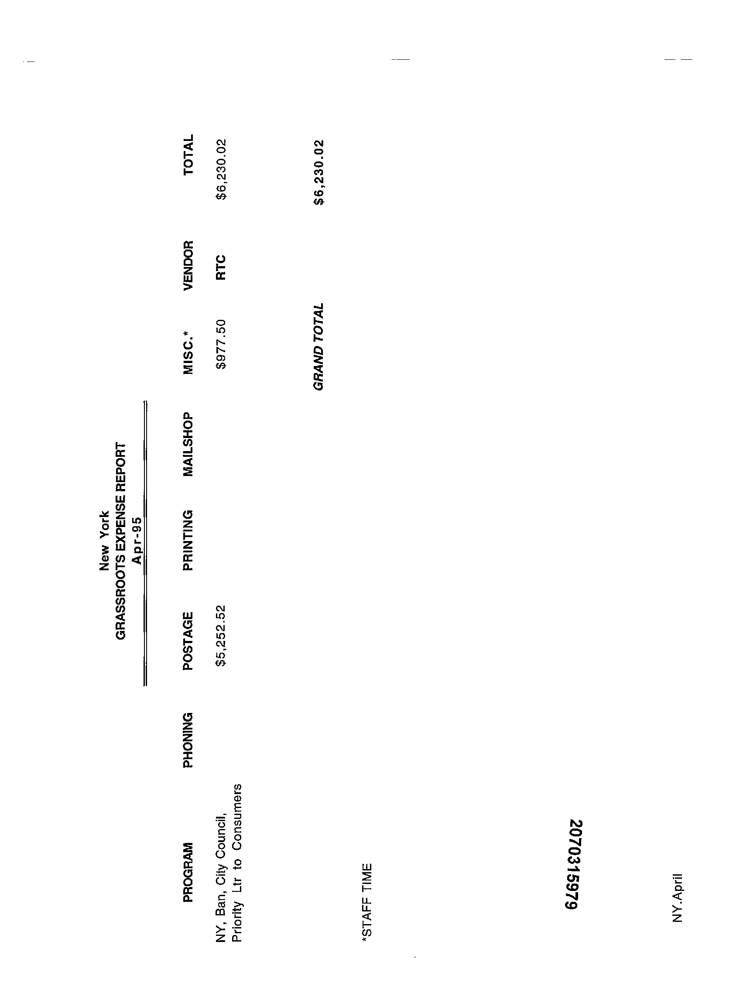 New York
GRASSROOTS EXPENSE REPORT
Apr-95
PROGRAM PHONING POSTAGE PRINTING MAILSHOP MISC.* VENDOR TOTAL
NY, Ban, City Council, $5,252.52 $977.50 RTC $6,230.02
Priority Ltr to Consumers
GRAND TOTAL $6,230.02
*STAFF TIME
2070315979
NY.April